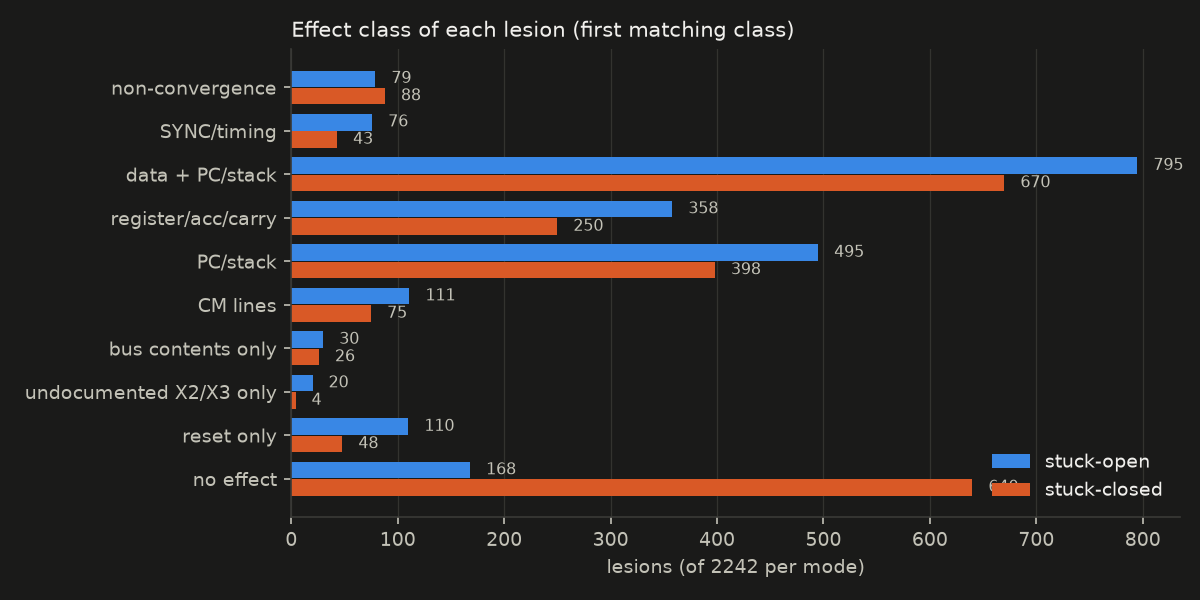 Effect class of each lesion (first matching class)
non-convergence
79
88
SYNC/timing
76
43
data + PC/stack
795
670
register/acc/carry
358
250
PC/stack
495
398
CM lines
111
75
bus contents only
30
26
undocumented X2/X3 only
20
4
reset only
110
48
no effect
168
stuck-open
stuck-closed
0 100 200 300 400 500 600 700 800
lesions (of 2242 per mode)